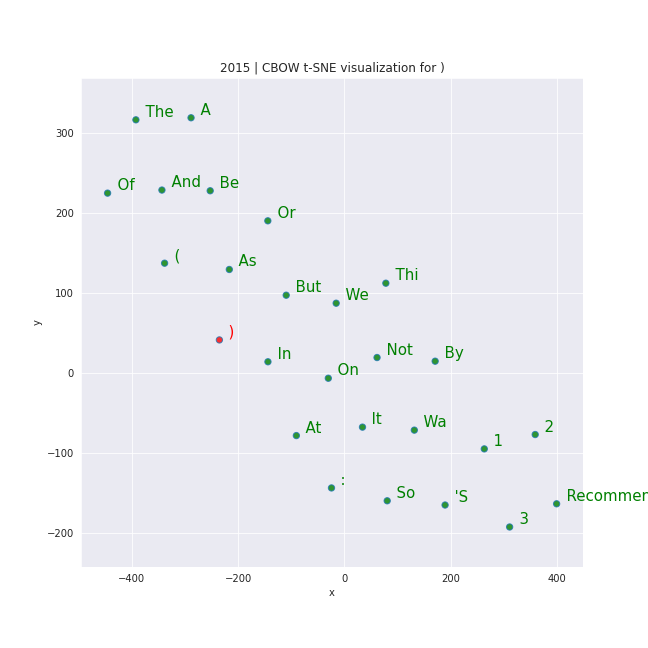 2015 | CBOW t-SNE visualization for )
The
A
Of
And
Be
Or
(
As
But
We
Thi
)
In
On
Not
By
At
It
Wa
1
2
:
So
'S
3
Recommer
y
300
200
100
0
−100
−200
−400
−200
0
200
400
x